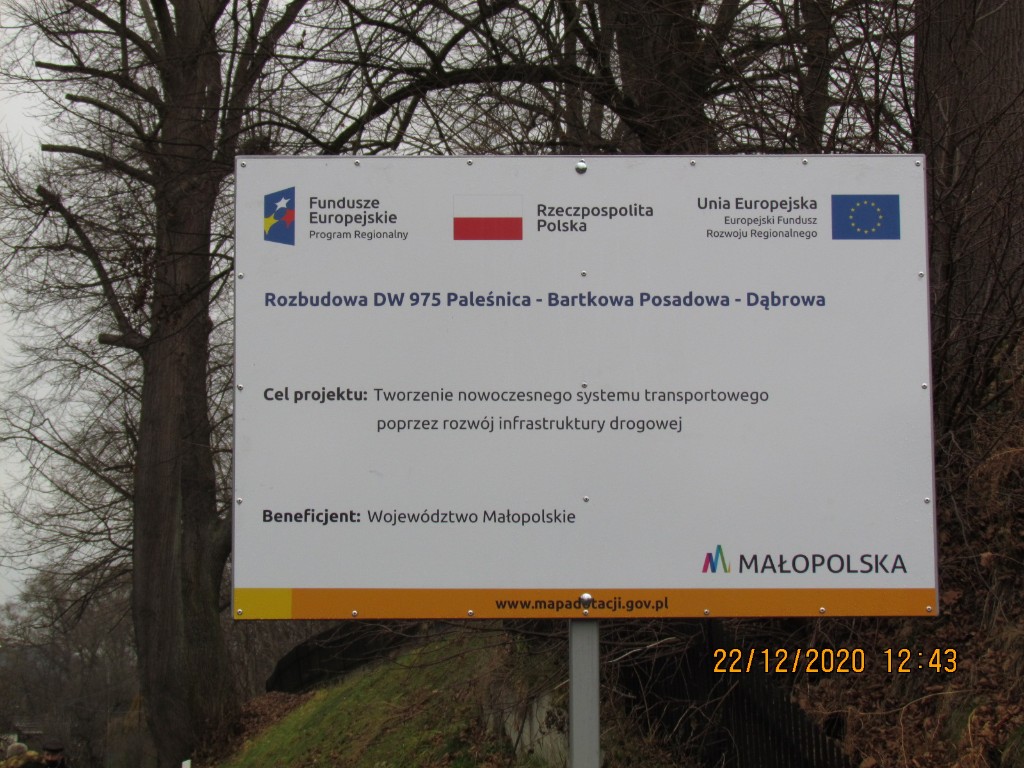 Fundusze
Europejskie
Program Regionalny
Rzeczpospolita
Polska
Unia Europejska
Europejski Fundusz
Rozwoju Regionalnego
Rozbudowa DW 975 Paleśnica - Bartkowa Posadowa - Dąbrowa
Cel projektu: Tworzenie nowoczesnego systemu transportowego
poprzez rozwój infrastruktury drogowej
Beneficjent: Województwo Małopolskie
MAŁOPOLSKA
www.mapadotacji.gov.pl
22/12/2020 12:43